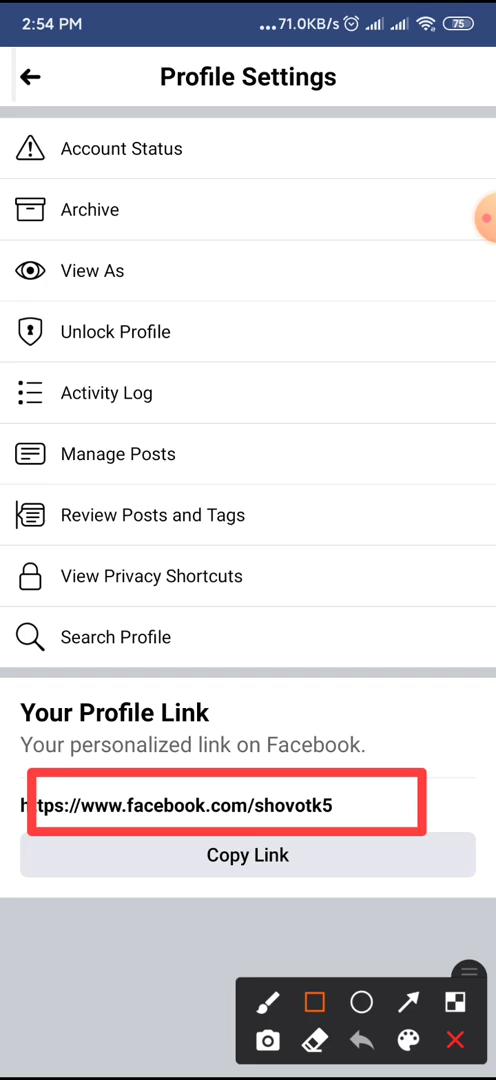 2:54 PM ...71.0KB/s 75
Profile Settings
Account Status
Archive
View As
Unlock Profile
Activity Log
Manage Posts
Review Posts and Tags
View Privacy Shortcuts
Search Profile
Your Profile Link
Your personalized link on Facebook.
https://www.facebook.com/shovotk5
Copy Link